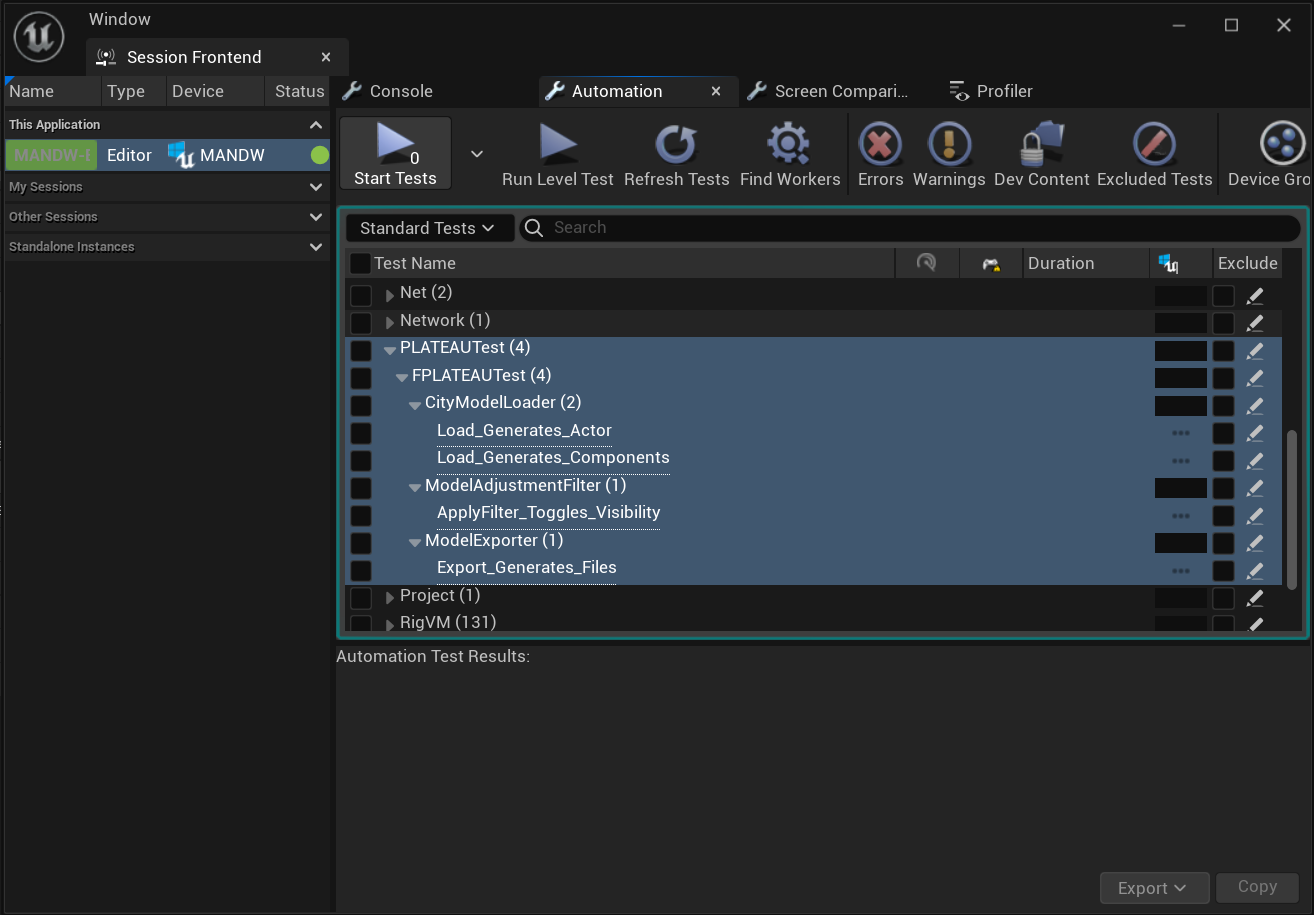 Window
Session Frontend
Name Type Device Status
Console Automation Screen Compari... Profiler
This Application
MANDW-E Editor MANDW
My Sessions
Other Sessions
Standalone Instances
0
Start Tests Run Level Test Refresh Tests Find Workers Errors Warnings Dev Content Excluded Tests Device Gro
Standard Tests Search
Test Name Duration Exclude
Net (2)
Network (1)
PLATEAUTest (4)
FPLATEAUTest (4)
CityModelLoader (2)
Load_Generates_Actor
Load_Generates_Components
ModelAdjustmentFilter (1)
ApplyFilter_Toggles_Visibility
ModelExporter (1)
Export_Generates_Files
Project (1)
RigVM (131)
Automation Test Results:
Export Copy